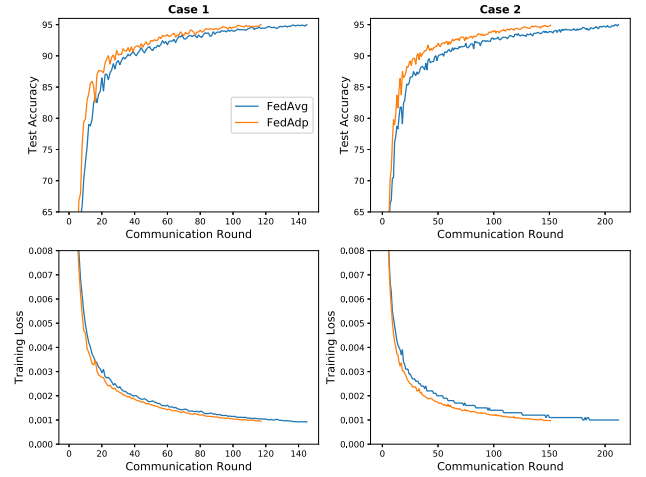 Case 1
Case 2
95
90
85
80
75
70
65
Test Accuracy
0 20 40 60 80 100 120 140
Communication Round
FedAvg
FedAdp
95
90
85
80
75
70
65
Test Accuracy
0 50 100 150 200
Communication Round
0.008
0.007
0.006
0.005
0.004
0.003
0.002
0.001
0.000
Training Loss
0 20 40 60 80 100 120 140
Communication Round
0.008
0.007
0.006
0.005
0.004
0.003
0.002
0.001
0.000
Training Loss
0 50 100 150 200
Communication Round